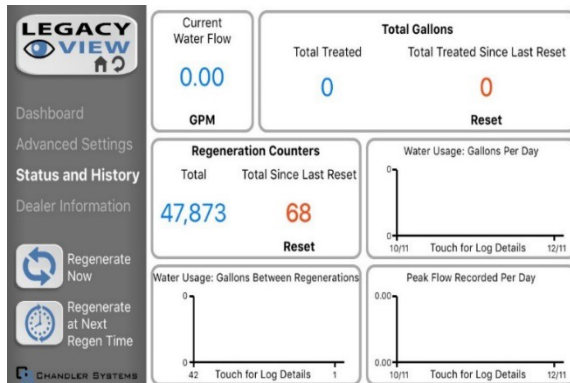 LEGACY
VIEW
Dashboard
Advanced Settings
Status and History
Dealer Information
Regenerate
Now
Regenerate
at Next
Regen Time
CHANDLER SYSTEMS
Current
Water Flow
0.00
GPM
Total Gallons
Total Treated Total Treated Since Last Reset
0 0
Reset
Regeneration Counters
Total Total Since Last Reset
47,873 68
Reset
Water Usage: Gallons Per Day
0
0
10/11 Touch for Log Details 12/11
Water Usage: Gallons Between Regenerations
0
0
42 Touch for Log Details 1
Peak Flow Recorded Per Day
0.00
0.00
10/11 Touch for Log Details 12/11